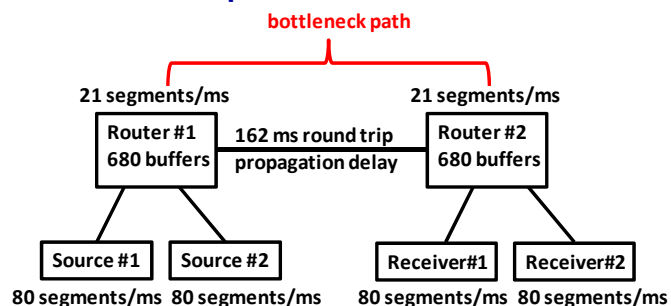 bottleneck path
21 segments/ms 21 segments/ms
Router #1
680 buffers
162 ms round trip
propagation delay
Router #2
680 buffers
Source #1 Source #2 Receiver#1 Receiver#2
80 segments/ms 80 segments/ms 80 segments/ms 80 segments/ms